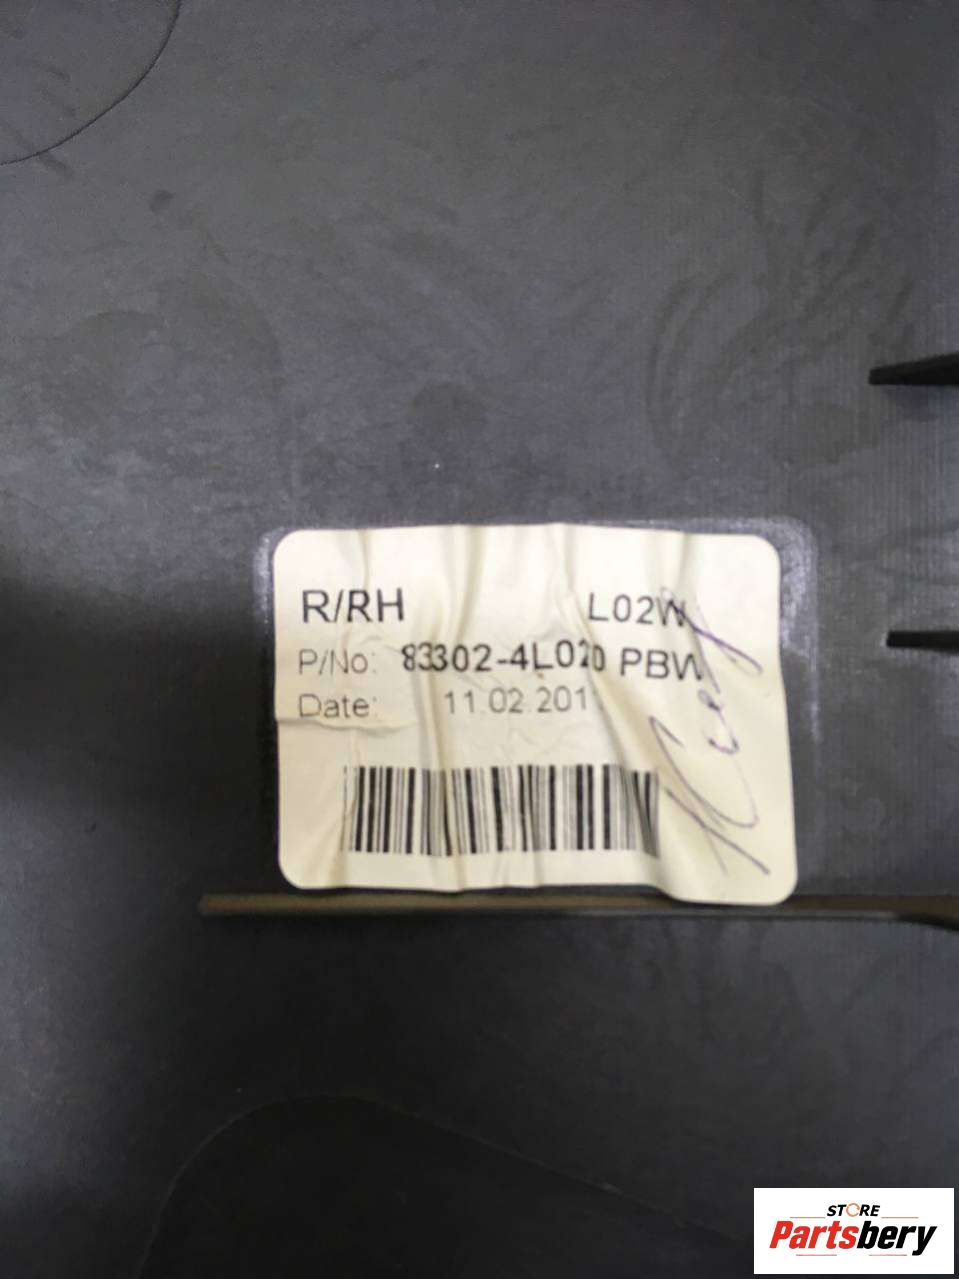 R/RH L02W
P/No: 83302-4L020 PBW
Date: 11.02.201
STORE
Partsbery